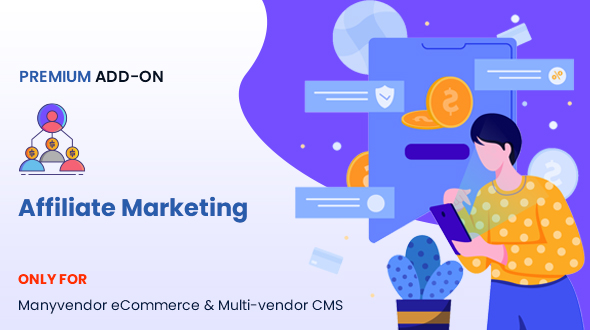 PREMIUM ADD-ON
Affiliate Marketing
ONLY FOR
Manyvendor eCommerce & Multi-vendor CMS